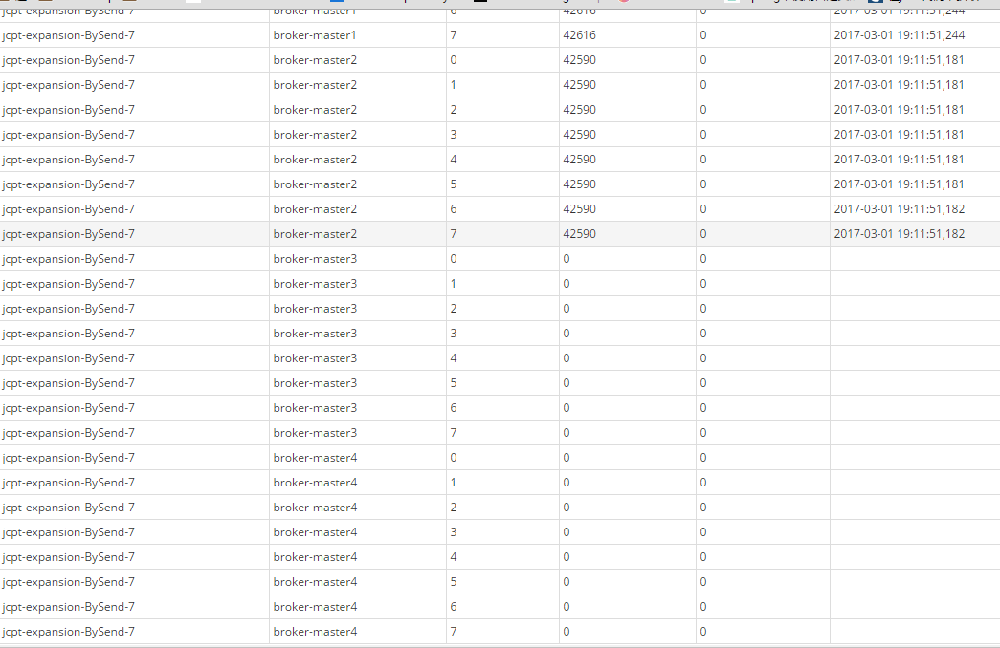 jcpt-expansion-BySend-7 broker-master1 6 42616 0 2017-03-01 19:11:51,244
jcpt-expansion-BySend-7 broker-master1 7 42616 0 2017-03-01 19:11:51,244
jcpt-expansion-BySend-7 broker-master2 0 42590 0 2017-03-01 19:11:51,181
jcpt-expansion-BySend-7 broker-master2 1 42590 0 2017-03-01 19:11:51,181
jcpt-expansion-BySend-7 broker-master2 2 42590 0 2017-03-01 19:11:51,181
jcpt-expansion-BySend-7 broker-master2 3 42590 0 2017-03-01 19:11:51,181
jcpt-expansion-BySend-7 broker-master2 4 42590 0 2017-03-01 19:11:51,181
jcpt-expansion-BySend-7 broker-master2 5 42590 0 2017-03-01 19:11:51,181
jcpt-expansion-BySend-7 broker-master2 6 42590 0 2017-03-01 19:11:51,182
jcpt-expansion-BySend-7 broker-master2 7 42590 0 2017-03-01 19:11:51,182
jcpt-expansion-BySend-7 broker-master3 0 0 0
jcpt-expansion-BySend-7 broker-master3 1 0 0
jcpt-expansion-BySend-7 broker-master3 2 0 0
jcpt-expansion-BySend-7 broker-master3 3 0 0
jcpt-expansion-BySend-7 broker-master3 4 0 0
jcpt-expansion-BySend-7 broker-master3 5 0 0
jcpt-expansion-BySend-7 broker-master3 6 0 0
jcpt-expansion-BySend-7 broker-master3 7 0 0
jcpt-expansion-BySend-7 broker-master4 0 0 0
jcpt-expansion-BySend-7 broker-master4 1 0 0
jcpt-expansion-BySend-7 broker-master4 2 0 0
jcpt-expansion-BySend-7 broker-master4 3 0 0
jcpt-expansion-BySend-7 broker-master4 4 0 0
jcpt-expansion-BySend-7 broker-master4 5 0 0
jcpt-expansion-BySend-7 broker-master4 6 0 0
jcpt-expansion-BySend-7 broker-master4 7 0 0